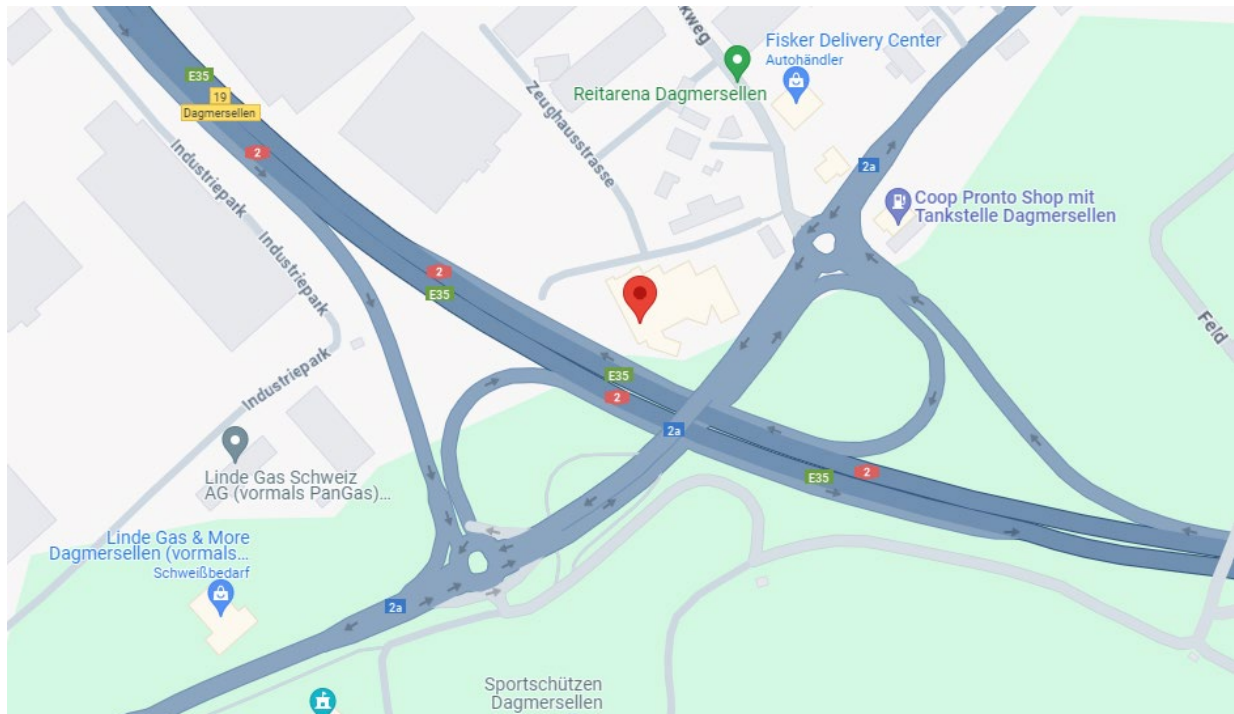 kweg
Fisker Delivery Center
Autohändler
E35
19
Dagmersellen
Reitarena Dagmersellen
Zeughausstrasse
2
2a
Industriepark
Coop Pronto Shop mit
Tankstelle Dagmersellen
Industriepark
2
E35
Feld
Industriepark
E35
2
2a
2
E35
Linde Gas Schweiz
AG (vormals PanGas)...
Linde Gas & More
Dagmersellen (vormals...
Schweißbedarf
2a
Sportschützen
Dagmersellen